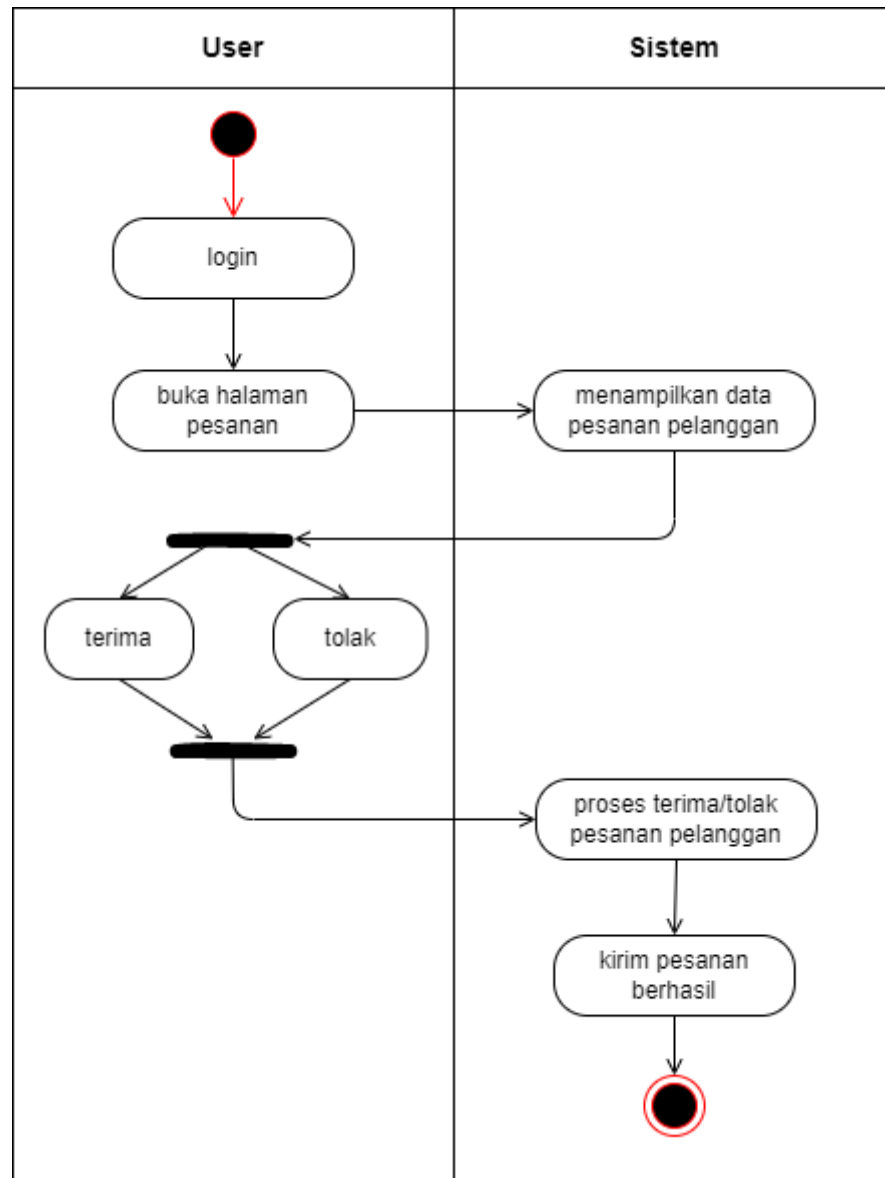 User
Sistem
login
buka halaman
pesanan
menampilkan data
pesanan pelanggan
terima
tolak
proses terima/tolak
pesanan pelanggan
kirim pesanan
berhasil